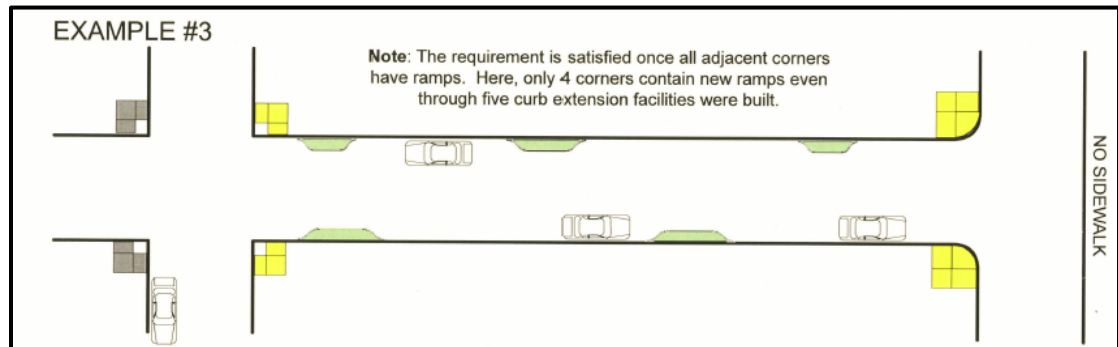 EXAMPLE #3
Note: The requirement is satisfied once all adjacent corners
have ramps. Here, only 4 corners contain new ramps even
through five curb extension facilities were built.
NO SIDEWALK